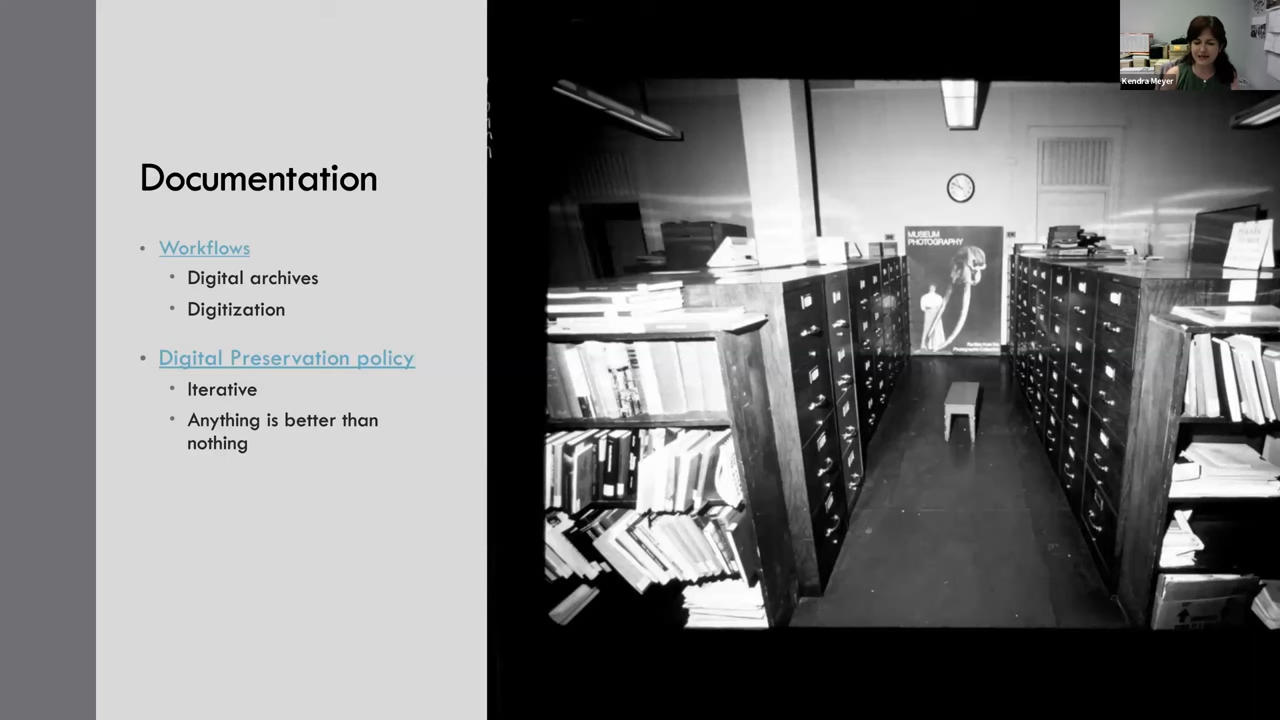 Documentation
Workflows
Digital archives
Digitization
Digital Preservation policy
Iterative
Anything is better than
nothing
MUSEUM
PHOTOGRAPHY
Kendra Meyer